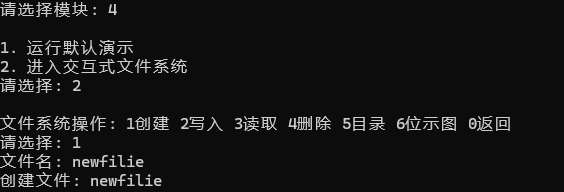 请选择模块: 4
1. 运行默认演示
2. 进入交互式文件系统
请选择: 2
文件系统操作: 1创建 2写入 3读取 4删除 5目录 6位示图 0返回
请选择: 1
文件名: newfilie
创建文件: newfilie